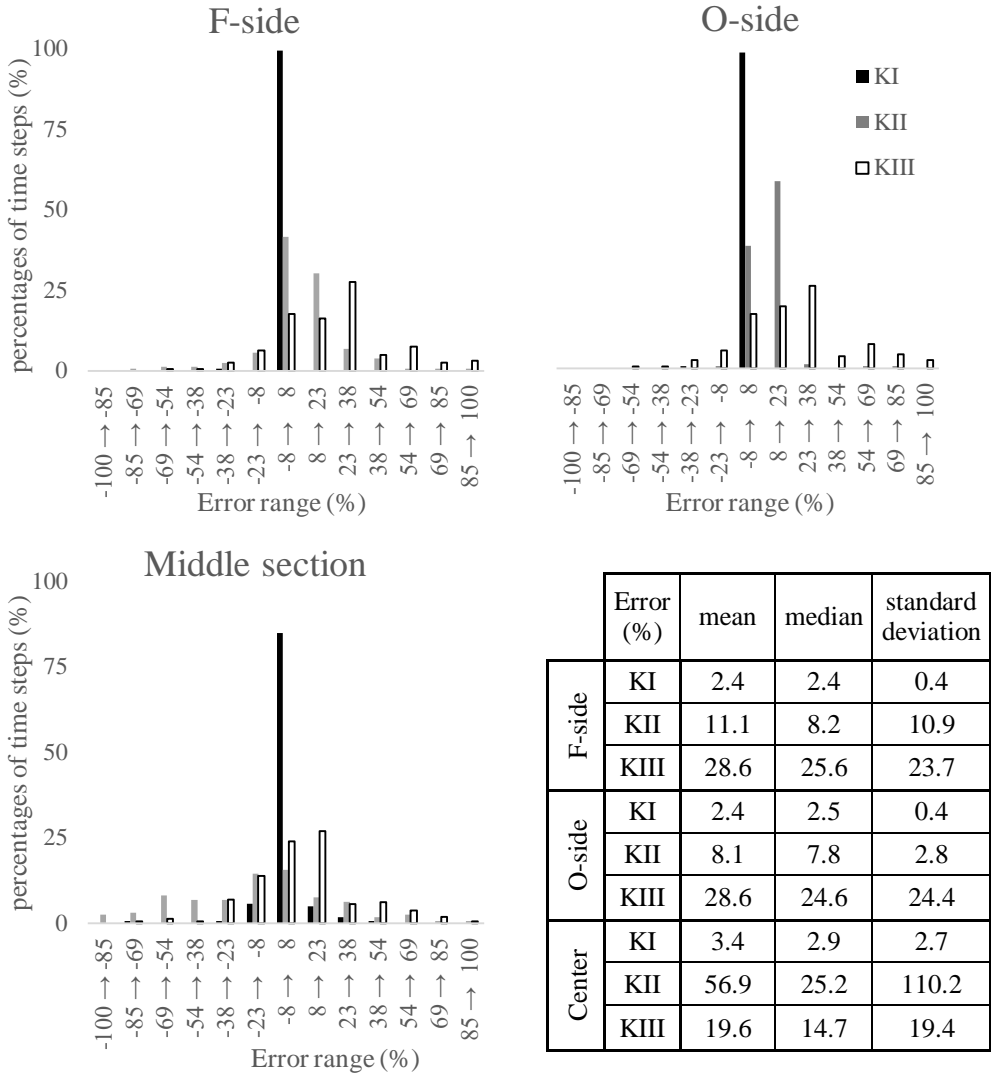 F-side
percentages of time steps (%)
100
75
50
25
0
-100 → -85
-85 → -69
-69 → -54
-54 → -38
-38 → -23
-23 → -8
-8 → 8
8 → 23
23 → 38
38 → 54
54 → 69
69 → 85
85 → 100
Error range (%)
O-side
KI
KII
KIII
-100 → -85
-85 → -69
-69 → -54
-54 → -38
-38 → -23
-23 → -8
-8 → 8
8 → 23
23 → 38
38 → 54
54 → 69
69 → 85
85 → 100
Error range (%)
Middle section
percentages of time steps (%)
100
75
50
25
0
-100 → -85
-85 → -69
-69 → -54
-54 → -38
-38 → -23
-23 → -8
-8 → 8
8 → 23
23 → 38
38 → 54
54 → 69
69 → 85
85 → 100
Error range (%)
Error (%) mean median standard deviation
F-side
KI 2.4 2.4 0.4
KII 11.1 8.2 10.9
KIII 28.6 25.6 23.7
O-side
KI 2.4 2.5 0.4
KII 8.1 7.8 2.8
KIII 28.6 24.6 24.4
Center
KI 3.4 2.9 2.7
KII 56.9 25.2 110.2
KIII 19.6 14.7 19.4